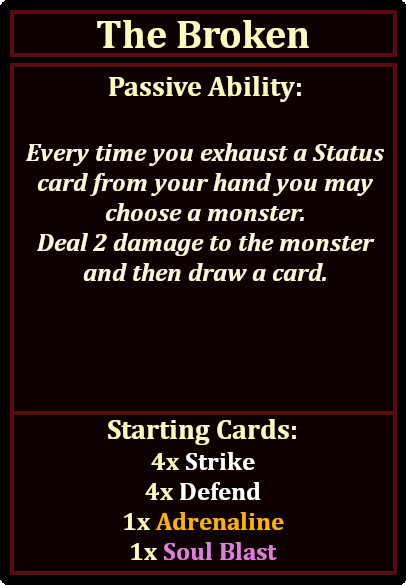 The Broken
Passive Ability:
Every time you exhaust a Status
card from your hand you may
choose a monster.
Deal 2 damage to the monster
and then draw a card.
Starting Cards:
4x Strike
4x Defend
1x Adrenaline
1x Soul Blast